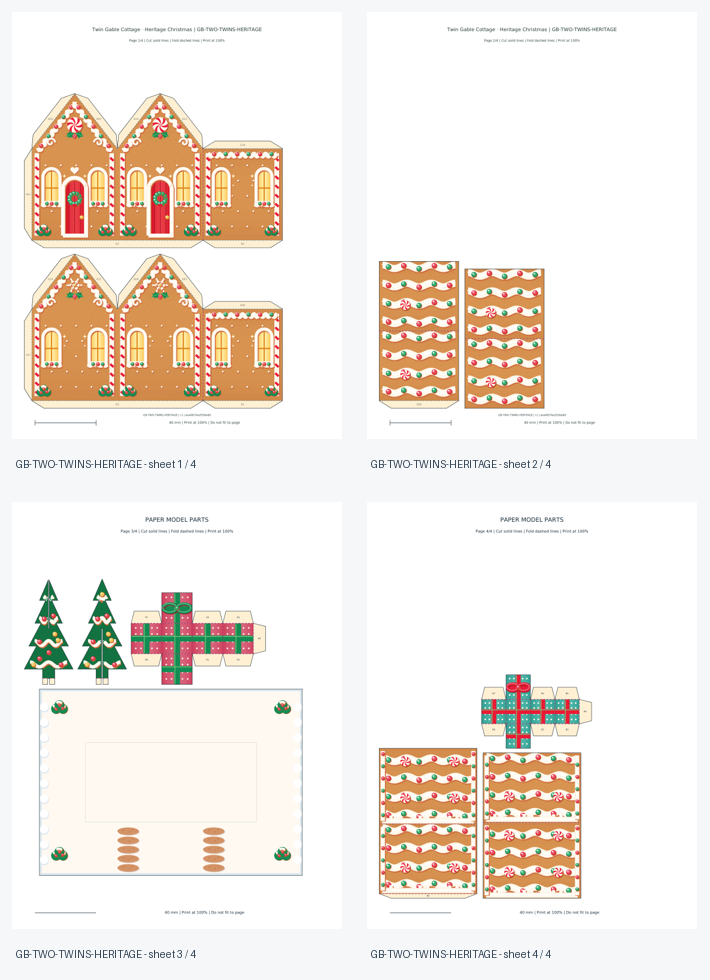 Twin Gable Cottage · Heritage Christmas | GB-TWO-TWINS-HERITAGE
Page 1/4 | Cut solid lines | Fold dashed lines | Print at 100%
40 mm | Print at 100% | Do not fit to page
GB-TWO-TWINS-HERITAGE - sheet 1 / 4
Twin Gable Cottage · Heritage Christmas | GB-TWO-TWINS-HERITAGE
Page 2/4 | Cut solid lines | Fold dashed lines | Print at 100%
40 mm | Print at 100% | Do not fit to page
GB-TWO-TWINS-HERITAGE - sheet 2 / 4
PAPER MODEL PARTS
Page 3/4 | Cut solid lines | Fold dashed lines | Print at 100%
40 mm | Print at 100% | Do not fit to page
GB-TWO-TWINS-HERITAGE - sheet 3 / 4
PAPER MODEL PARTS
Page 4/4 | Cut solid lines | Fold dashed lines | Print at 100%
40 mm | Print at 100% | Do not fit to page
GB-TWO-TWINS-HERITAGE - sheet 4 / 4